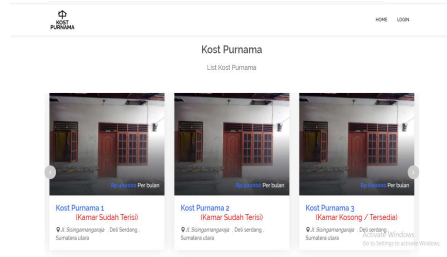 KOST
PURNAMA
HOME LOGIN
Kost Purnama
List Kost Purnama
Per bulan
Per bulan
Per bulan
Kost Purnama 1
(Kamar Sudah Terisi)
Jl. Sisingamangaraja , Deli Serdang ,
Sumatera utara
Kost Purnama 2
(Kamar Sudah Terisi)
Jl. Sisingamangaraja , Deli serdang ,
Sumatera utara
Kost Purnama 3
(Kamar Kosong / Tersedia)
Jl. Sisingamangaraja , Deli serdang ,
Sumatera utara
Activate Windows
Go to Settings to activate Windows.